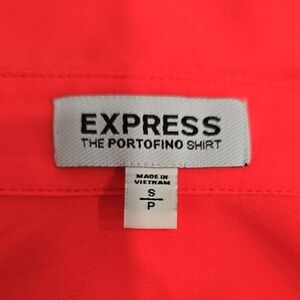 EXPRESS
THE PORTOFINO SHIRT
MADE IN
VIETNAM
S
P